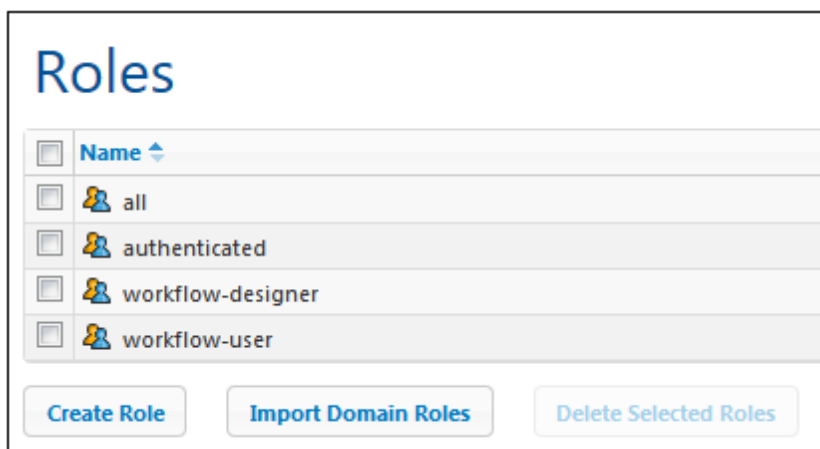 Roles
Name
all
authenticated
workflow-designer
workflow-user
Create Role Import Domain Roles Delete Selected Roles